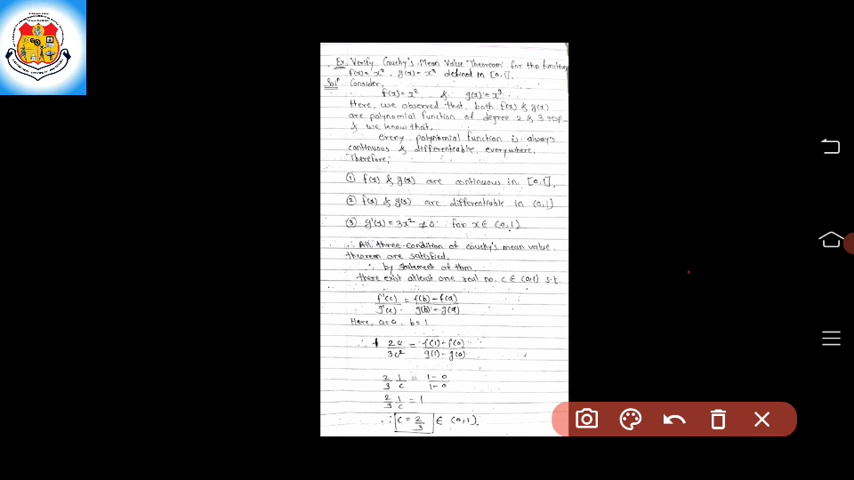 Ex. Verify Cauchy's Mean Value Theorem for the function
f(x) = x², g(x) = x³ defined in [0,1].
Solⁿ Consider,
f(x) = x² & g(x) = x³
Here, we observed that, both f(x) & g(x)
are polynomial function of degree 2 & 3 resp.
& we know that,
every polynomial function is always
continuous & differentiable, everywhere.
Therefore,
① f(x) & g(x) are continuous in [0,1].
② f(x) & g(x) are differentiable in (0,1)
③ g'(x) = 3x² ≠ 0 for x ∈ (0,1)
∴ All three condition of cauchy's mean value
theorem are satisfied.
∴ by statement of thm,
there exist atleast one real no. c ∈ (0,1) s.t.
f'(c)/g'(c) = f(b) - f(a)/g(b) - g(a)
Here, a=0, b=1
∴ 2c/3c² = f(1) - f(0)/g(1) - g(0)
2/3 1/c = 1-0/1-0
2/3 1/c = 1
∴ c = 2/3 ∈ (0,1).